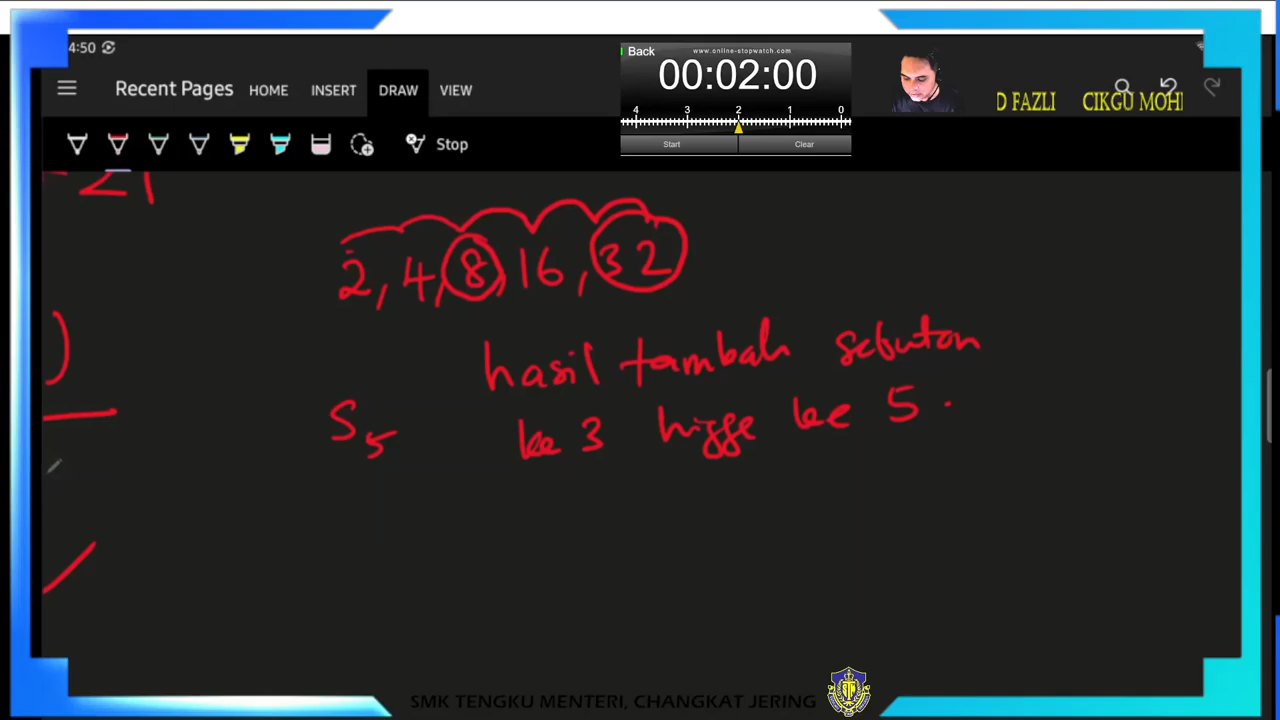 4:50
Back
www.online-stopwatch.com
00:02:00
4 3 2 1 0
Start Clear
D FAZLI CIKGU MOH
Recent Pages HOME INSERT DRAW VIEW
Stop
-21
2, 4, 8, 16, 32
)
hasil tambah sebutan
S5 ke 3 higge ke 5.
SMK TENGKU MENTERI, CHANGKAT JERING